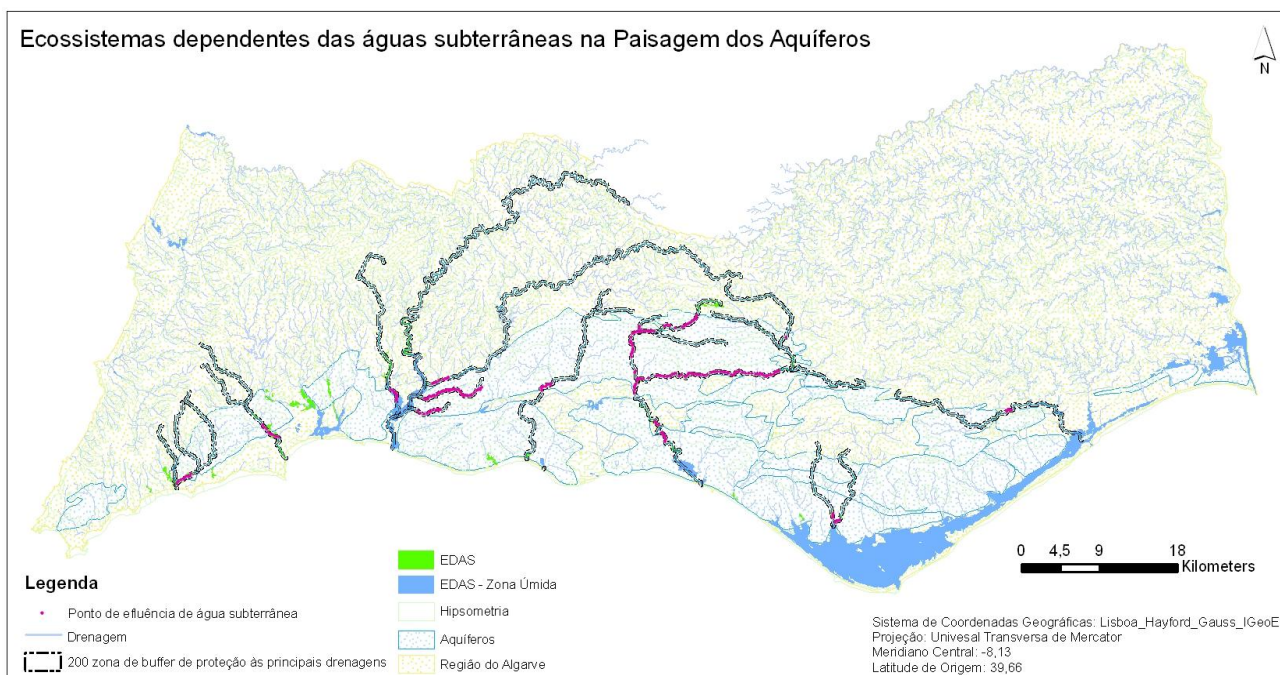 Ecossistemas dependentes das águas subterrâneas na Paisagem dos Aquíferos
N
0 4,5 9 18
Kilometers
Legenda
Ponto de efluência de água subterrânea
Drenagem
200 zona de buffer de proteção às principais drenagens
EDAS
EDAS - Zona Úmida
Hipsometria
Aquíferos
Região do Algarve
Sistema de Coordenadas Geográficas: Lisboa_Hayford_Gauss_IGeoE
Projeção: Univesal Transversa de Mercator
Meridiano Central: -8,13
Latitude de Origem: 39,66